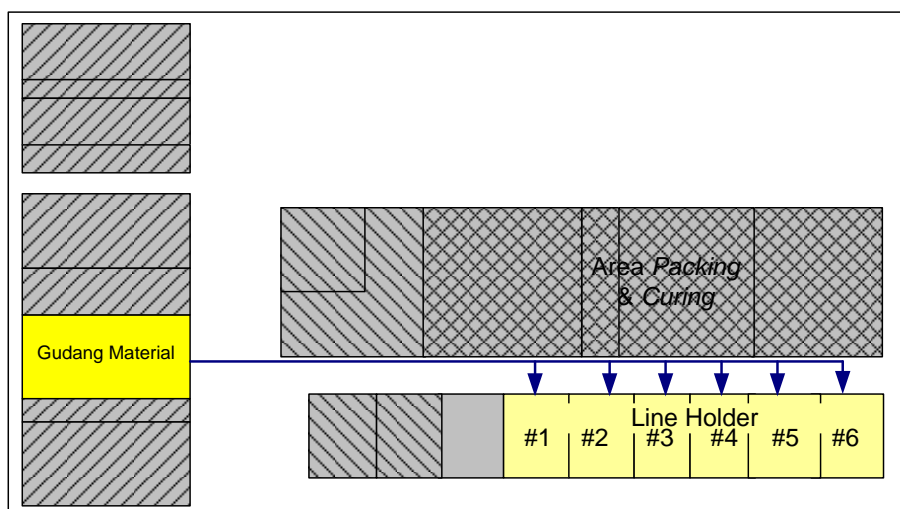 Area Packing
& Curing
Gudang Material
Line Holder
#1 #2 #3 #4 #5 #6